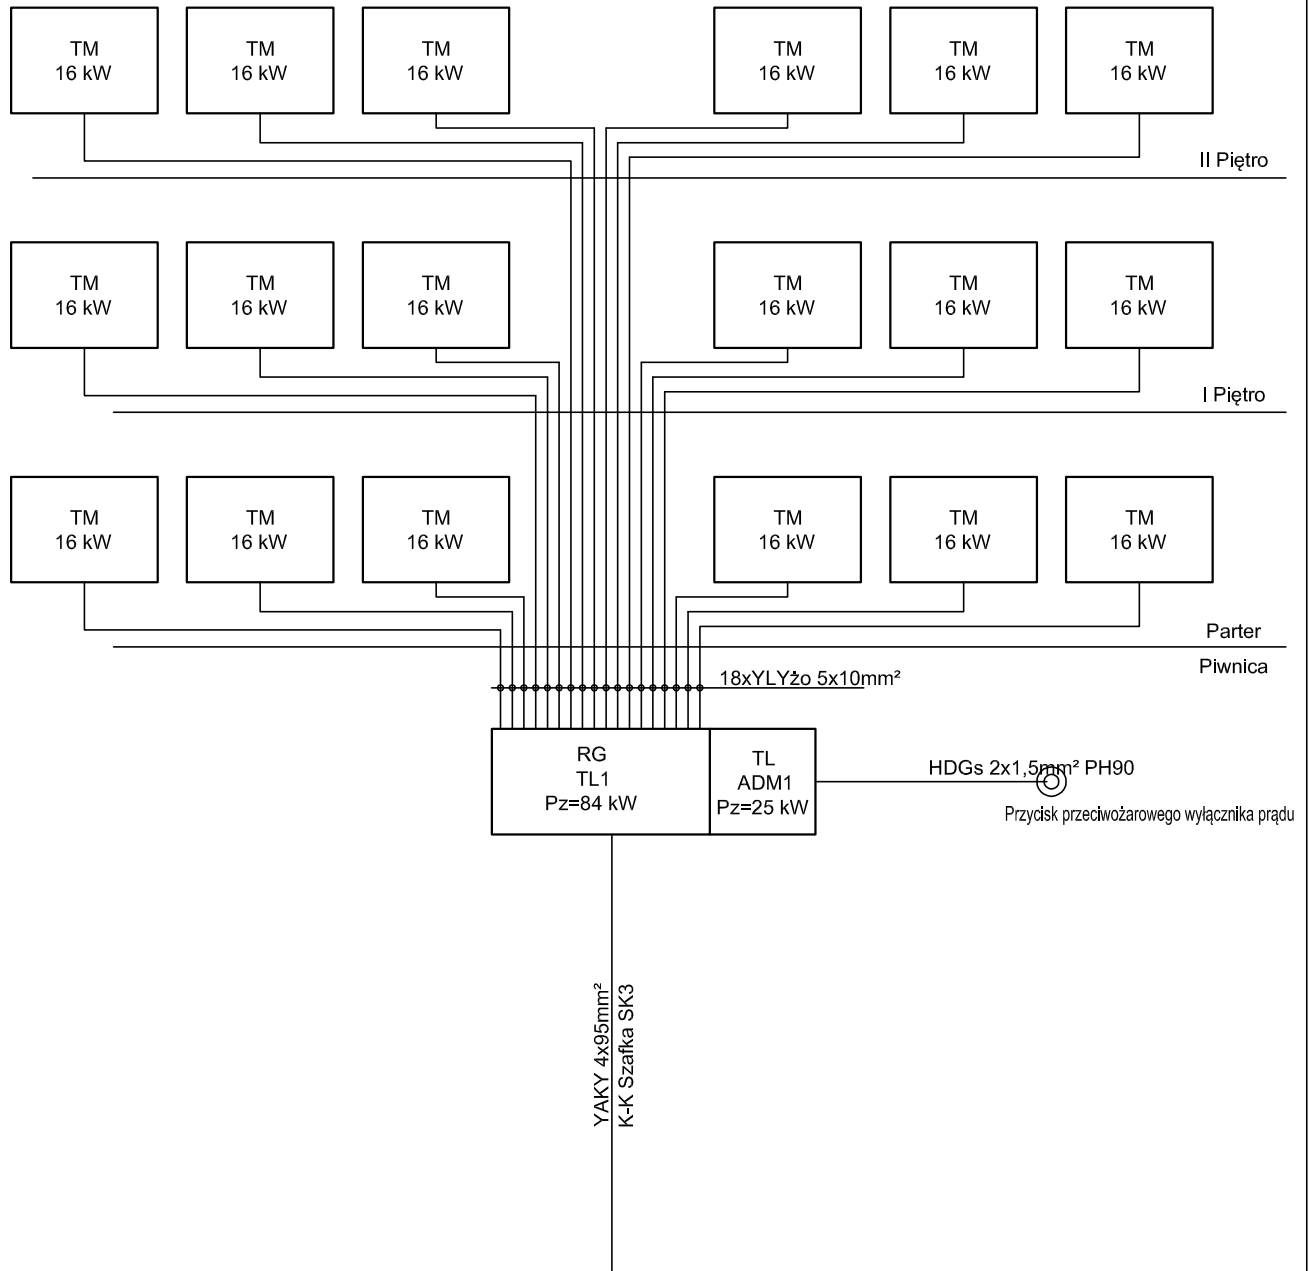 TM
16 kW
TM
16 kW
TM
16 kW
TM
16 kW
TM
16 kW
TM
16 kW
II Piętro
TM
16 kW
TM
16 kW
TM
16 kW
TM
16 kW
TM
16 kW
TM
16 kW
I Piętro
TM
16 kW
TM
16 kW
TM
16 kW
TM
16 kW
TM
16 kW
TM
16 kW
Parter
Piwnica
18xYLYżo 5x10mm²
RG
TL1
Pz=84 kW
TL
ADM1
Pz=25 kW
HDGs 2x1,5mm² PH90
Przycisk przeciwożarowego wyłącznika prądu
YAKY 4x95mm²
K-K Szafka SK3